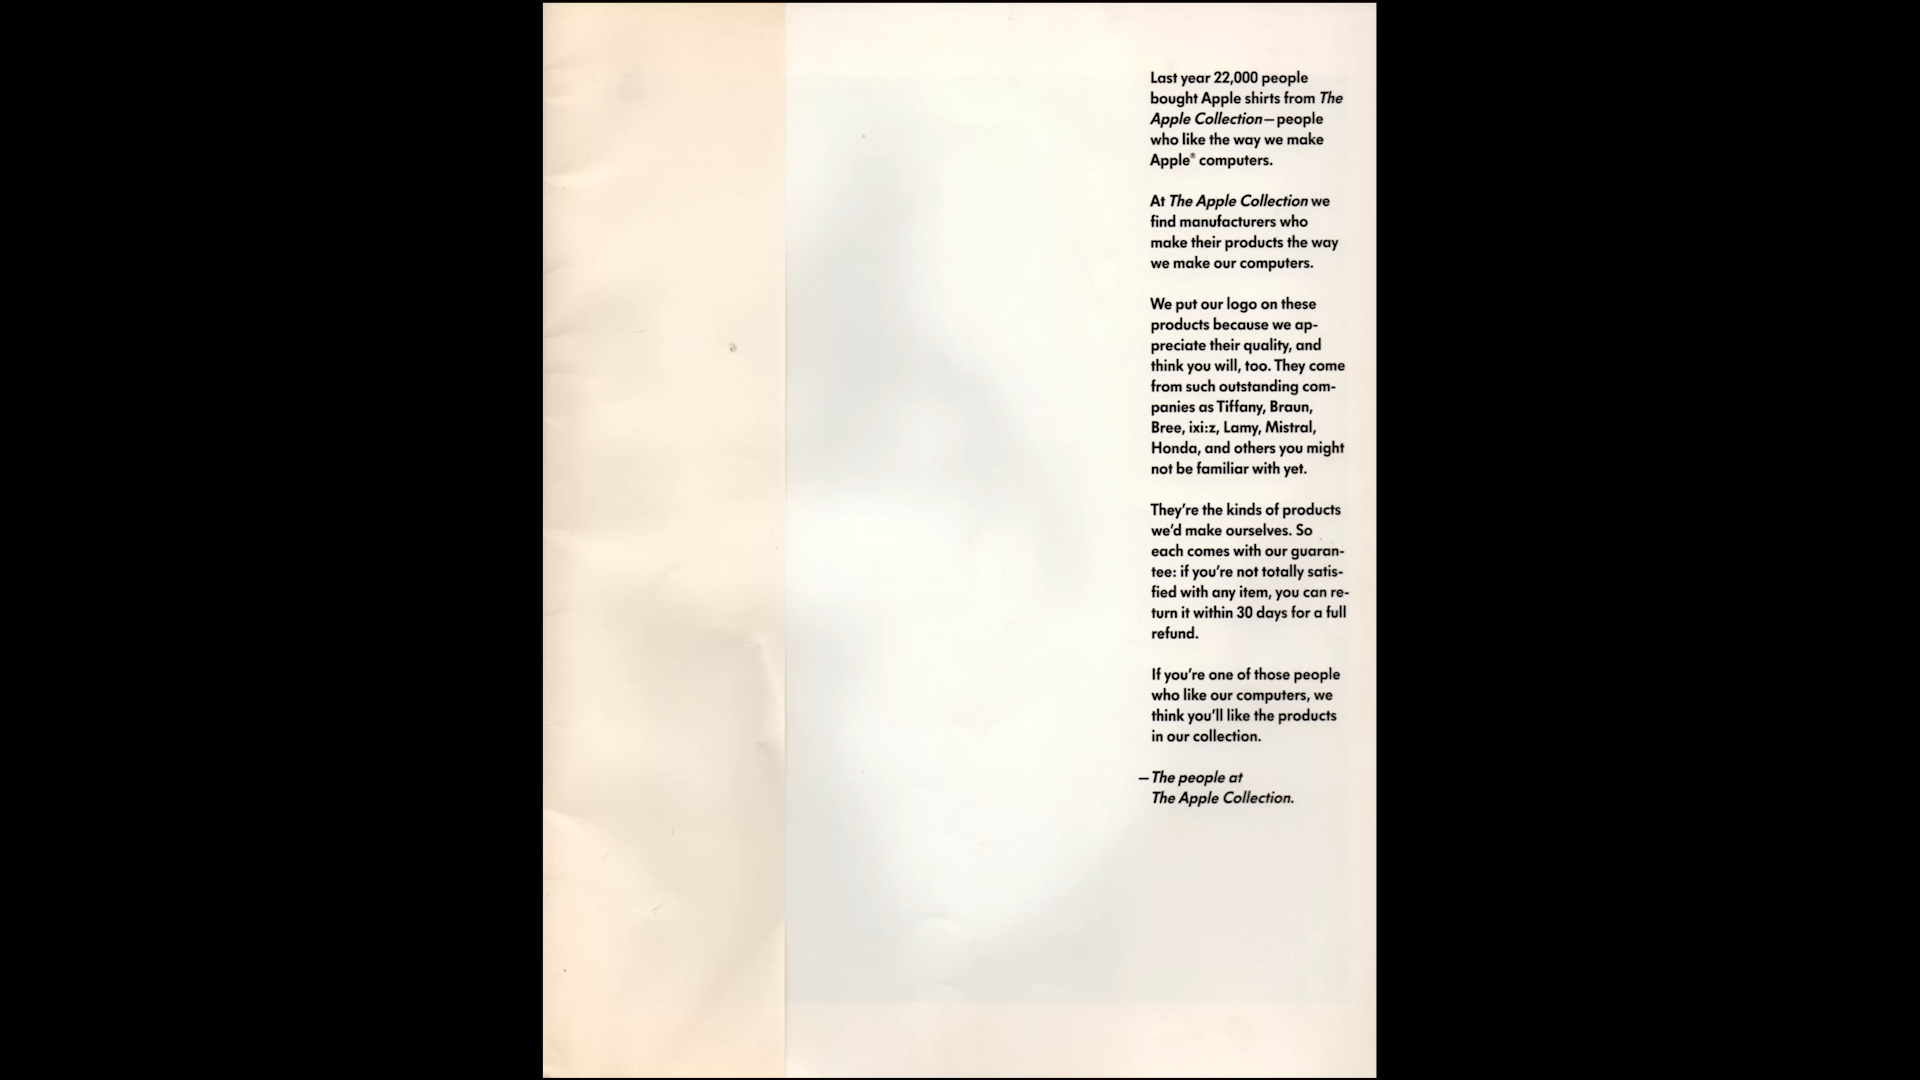 Last year 22,000 people
bought Apple shirts from The
Apple Collection—people
who like the way we make
Apple® computers.
At The Apple Collection we
find manufacturers who
make their products the way
we make our computers.
We put our logo on these
products because we ap-
preciate their quality, and
think you will, too. They come
from such outstanding com-
panies as Tiffany, Braun,
Bree, ixi:z, Lamy, Mistral,
Honda, and others you might
not be familiar with yet.
They're the kinds of products
we'd make ourselves. So
each comes with our guaran-
tee: if you're not totally satis-
fied with any item, you can re-
turn it within 30 days for a full
refund.
If you're one of those people
who like our computers, we
think you'll like the products
in our collection.
—The people at
The Apple Collection.